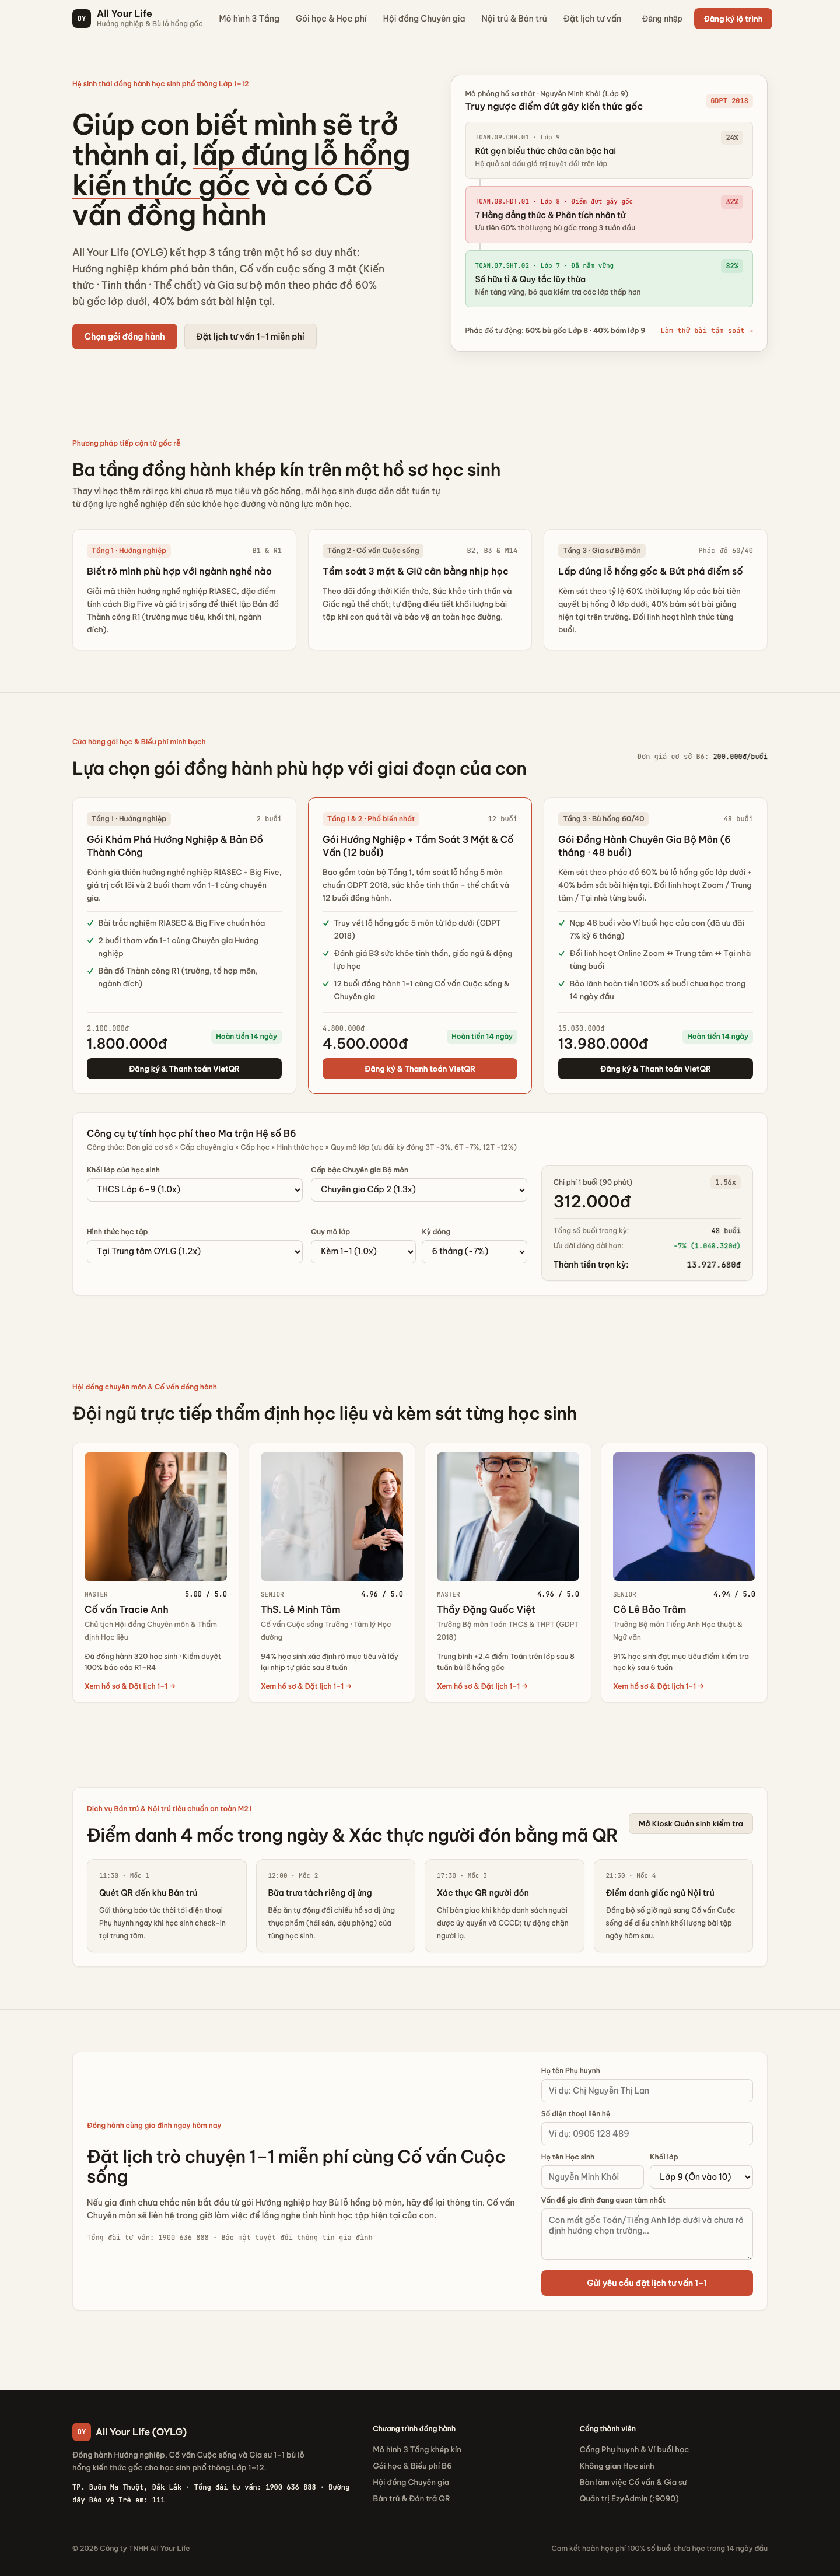 OY
All Your Life
Hướng nghiệp & Bù lỗ hổng gốc
Mô hình 3 Tầng
Gói học & Học phí
Hội đồng Chuyên gia
Nội trú & Bán trú
Đặt lịch tư vấn
Đăng nhập
Đăng ký lộ trình
Hệ sinh thái đồng hành học sinh phổ thông Lớp 1–12
Giúp con biết mình sẽ trở
thành ai, lấp đúng lỗ hổng
kiến thức gốc và có Cố
vấn đồng hành
All Your Life (OYLG) kết hợp 3 tầng trên một hồ sơ duy nhất:
Hướng nghiệp khám phá bản thân, Cố vấn cuộc sống 3 mặt (Kiến
thức · Tinh thần · Thể chất) và Gia sư bộ môn theo phác đồ 60%
bù gốc lớp dưới, 40% bám sát bài hiện tại.
Chọn gói đồng hành
Đặt lịch tư vấn 1–1 miễn phí
Mô phỏng hồ sơ thật · Nguyễn Minh Khôi (Lớp 9)
Truy ngược điểm đứt gãy kiến thức gốc
GDPT 2018
TOAN.09.CBH.01 · Lớp 9
24%
Rút gọn biểu thức chứa căn bậc hai
Hệ quả sai dấu giá trị tuyệt đối trên lớp
TOAN.08.HDT.01 · Lớp 8 · Điểm đứt gãy gốc
32%
7 Hằng đẳng thức & Phân tích nhân tử
Ưu tiên 60% thời lượng bù gốc trong 3 tuần đầu
TOAN.07.SHT.02 · Lớp 7 · Đã nắm vững
82%
Số hữu tỉ & Quy tắc lũy thừa
Nền tảng vững, bỏ qua kiểm tra các lớp thấp hơn
Phác đồ tự động: 60% bù gốc Lớp 8 · 40% bám lớp 9
Làm thử bài tầm soát →
Phương pháp tiếp cận từ gốc rễ
Ba tầng đồng hành khép kín trên một hồ sơ học sinh
Thay vì học thêm rời rạc khi chưa rõ mục tiêu và gốc hổng, mỗi học sinh được dẫn dắt tuần tự
từ động lực nghề nghiệp đến sức khỏe học đường và năng lực môn học.
Tầng 1 · Hướng nghiệp
B1 & R1
Biết rõ mình phù hợp với ngành nghề nào
Giải mã thiên hướng nghề nghiệp RIASEC, đặc điểm
tính cách Big Five và giá trị sống để thiết lập Bản đồ
Thành công R1 (trường mục tiêu, khối thi, ngành
đích).
Tầng 2 · Cố vấn Cuộc sống
B2, B3 & M14
Tầm soát 3 mặt & Giữ cân bằng nhịp học
Theo dõi đồng thời Kiến thức, Sức khỏe tinh thần và
Giấc ngủ thể chất; tự động điều tiết khối lượng bài
tập khi con quá tải và bảo vệ an toàn học đường.
Tầng 3 · Gia sư Bộ môn
Phác đồ 60/40
Lấp đúng lỗ hổng gốc & Bứt phá điểm số
Kèm sát theo tỷ lệ 60% thời lượng lấp các bài tiên
quyết bị hổng ở lớp dưới, 40% bám sát bài giảng
hiện tại trên trường. Đổi linh hoạt hình thức từng
buổi.
Cửa hàng gói học & Biểu phí minh bạch
Lựa chọn gói đồng hành phù hợp với giai đoạn của con
Đơn giá cơ sở B6: 200.000đ/buổi
Tầng 1 · Hướng nghiệp
2 buổi
Gói Khám Phá Hướng Nghiệp & Bản Đồ
Thành Công
Đánh giá thiên hướng nghề nghiệp RIASEC + Big Five,
giá trị cốt lõi và 2 buổi tham vấn 1-1 cùng chuyên
gia.
Bài trắc nghiệm RIASEC & Big Five chuẩn hóa
2 buổi tham vấn 1-1 cùng Chuyên gia Hướng
nghiệp
Bản đồ Thành công R1 (trường, tổ hợp môn,
ngành đích)
2.100.000đ
1.800.000đ
Hoàn tiền 14 ngày
Đăng ký & Thanh toán VietQR
Tầng 1 & 2 · Phổ biến nhất
12 buổi
Gói Hướng Nghiệp + Tầm Soát 3 Mặt & Cố
Vấn (12 buổi)
Bao gồm toàn bộ Tầng 1, tầm soát lỗ hổng 5 môn
chuẩn GDPT 2018, sức khỏe tinh thần - thể chất và
12 buổi đồng hành.
Truy vết lỗ hổng gốc 5 môn từ lớp dưới (GDPT
2018)
Đánh giá B3 sức khỏe tinh thần, giấc ngủ & động
lực học
12 buổi đồng hành 1-1 cùng Cố vấn Cuộc sống &
Chuyên gia
4.800.000đ
4.500.000đ
Hoàn tiền 14 ngày
Đăng ký & Thanh toán VietQR
Tầng 3 · Bù hổng 60/40
48 buổi
Gói Đồng Hành Chuyên Gia Bộ Môn (6
tháng · 48 buổi)
Kèm sát theo phác đồ 60% bù lỗ hổng gốc lớp dưới +
40% bám sát bài hiện tại. Đổi linh hoạt Zoom / Trung
tâm / Tại nhà từng buổi.
Nạp 48 buổi vào Ví buổi học của con (đã ưu đãi
7% kỳ 6 tháng)
Đổi linh hoạt Online Zoom ↔ Trung tâm ↔ Tại nhà
từng buổi
Bảo lãnh hoàn tiền 100% số buổi chưa học trong
14 ngày đầu
15.030.000đ
13.980.000đ
Hoàn tiền 14 ngày
Đăng ký & Thanh toán VietQR
Công cụ tự tính học phí theo Ma trận Hệ số B6
Công thức: Đơn giá cơ sở × Cấp chuyên gia × Cấp học × Hình thức học × Quy mô lớp (ưu đãi kỳ đóng 3T -3%, 6T -7%, 12T -12%)
Khối lớp của học sinh
THCS Lớp 6–9 (1.0x)
Cấp bậc Chuyên gia Bộ môn
Chuyên gia Cấp 2 (1.3x)
Hình thức học tập
Tại Trung tâm OYLG (1.2x)
Quy mô lớp
Kèm 1–1 (1.0x)
Kỳ đóng
6 tháng (-7%)
Chi phí 1 buổi (90 phút)
1.56x
312.000đ
Tổng số buổi trong kỳ:
48 buổi
Ưu đãi đóng dài hạn:
-7% (1.048.320đ)
Thành tiền trọn kỳ:
13.927.680đ
Hội đồng chuyên môn & Cố vấn đồng hành
Đội ngũ trực tiếp thẩm định học liệu và kèm sát từng học sinh
MASTER
5.00 / 5.0
Cố vấn Tracie Anh
Chủ tịch Hội đồng Chuyên môn & Thẩm
định Học liệu
Đã đồng hành 320 học sinh · Kiểm duyệt
100% báo cáo R1–R4
Xem hồ sơ & Đặt lịch 1–1 →
SENIOR
4.96 / 5.0
ThS. Lê Minh Tâm
Cố vấn Cuộc sống Trưởng · Tâm lý Học
đường
94% học sinh xác định rõ mục tiêu và lấy
lại nhịp tự giác sau 8 tuần
Xem hồ sơ & Đặt lịch 1–1 →
MASTER
4.96 / 5.0
Thầy Đặng Quốc Việt
Trưởng Bộ môn Toán THCS & THPT (GDPT
2018)
Trung bình +2.4 điểm Toán trên lớp sau 8
tuần bù lỗ hổng gốc
Xem hồ sơ & Đặt lịch 1–1 →
SENIOR
4.94 / 5.0
Cô Lê Bảo Trâm
Trưởng Bộ môn Tiếng Anh Học thuật &
Ngữ văn
91% học sinh đạt mục tiêu điểm kiểm tra
học kỳ sau 6 tuần
Xem hồ sơ & Đặt lịch 1–1 →
Dịch vụ Bán trú & Nội trú tiêu chuẩn an toàn M21
Điểm danh 4 mốc trong ngày & Xác thực người đón bằng mã QR
Mở Kiosk Quản sinh kiểm tra
11:30 · Mốc 1
Quét QR đến khu Bán trú
Gửi thông báo tức thời tới điện thoại
Phụ huynh ngay khi học sinh check-in
tại trung tâm.
12:00 · Mốc 2
Bữa trưa tách riêng dị ứng
Bếp ăn tự động đối chiếu hồ sơ dị ứng
thực phẩm (hải sản, đậu phộng) của
từng học sinh.
17:30 · Mốc 3
Xác thực QR người đón
Chỉ bàn giao khi khớp danh sách người
được ủy quyền và CCCD; tự động chặn
người lạ.
21:30 · Mốc 4
Điểm danh giấc ngủ Nội trú
Đồng bộ số giờ ngủ sang Cố vấn Cuộc
sống để điều chỉnh khối lượng bài tập
ngày hôm sau.
Đồng hành cùng gia đình ngay hôm nay
Đặt lịch trò chuyện 1–1 miễn phí cùng Cố vấn Cuộc
sống
Nếu gia đình chưa chắc nên bắt đầu từ gói Hướng nghiệp hay Bù lỗ hổng bộ môn, hãy để lại thông tin. Cố vấn
Chuyên môn sẽ liên hệ trong giờ làm việc để lắng nghe tình hình học tập hiện tại của con.
Tổng đài tư vấn: 1900 636 888 · Bảo mật tuyệt đối thông tin gia đình
Họ tên Phụ huynh
Ví dụ: Chị Nguyễn Thị Lan
Số điện thoại liên hệ
Ví dụ: 0905 123 489
Họ tên Học sinh
Nguyễn Minh Khôi
Khối lớp
Lớp 9 (Ôn vào 10)
Vấn đề gia đình đang quan tâm nhất
Con mất gốc Toán/Tiếng Anh lớp dưới và chưa rõ
định hướng chọn trường...
Gửi yêu cầu đặt lịch tư vấn 1–1
OY
All Your Life (OYLG)
Đồng hành Hướng nghiệp, Cố vấn Cuộc sống và Gia sư 1–1 bù lỗ
hổng kiến thức gốc cho học sinh phổ thông Lớp 1–12.
TP. Buôn Ma Thuột, Đắk Lắk · Tổng đài tư vấn: 1900 636 888 · Đường
dây Bảo vệ Trẻ em: 111
Chương trình đồng hành
Mô hình 3 Tầng khép kín
Gói học & Biểu phí B6
Hội đồng Chuyên gia
Bán trú & Đón trả QR
Cổng thành viên
Cổng Phụ huynh & Ví buổi học
Không gian Học sinh
Bàn làm việc Cố vấn & Gia sư
Quản trị EzyAdmin (:9090)
© 2026 Công ty TNHH All Your Life
Cam kết hoàn học phí 100% số buổi chưa học trong 14 ngày đầu